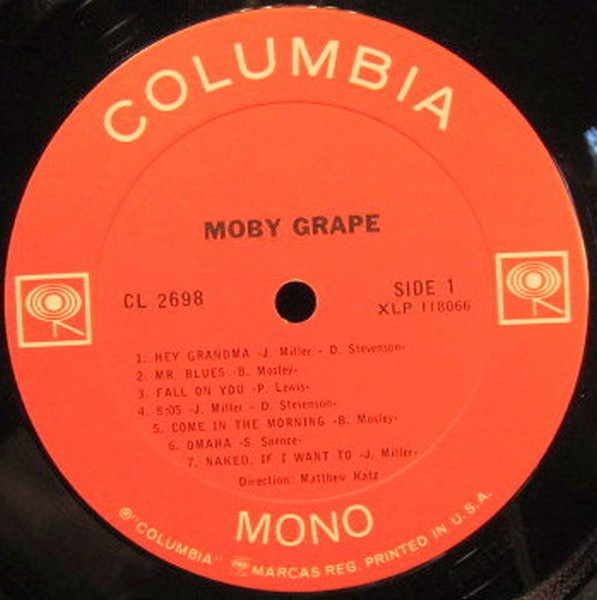 COLUMBIA
MOBY GRAPE
CL 2698
SIDE 1
XLP 118066
1. HEY GRANDMA -J. Miller - D. Stevenson-
2. MR. BLUES -B. Mosley-
3. FALL ON YOU -P. Lewis-
4. 8:05 -J. Miller - D. Stevenson-
5. COME IN THE MORNING -B. Mosley-
6. OMAHA -S. Spence-
7. NAKED, IF I WANT TO -J. Miller-
Direction: Matthew Katz
MONO
®"COLUMBIA" MARCAS REG. PRINTED IN U.S.A.